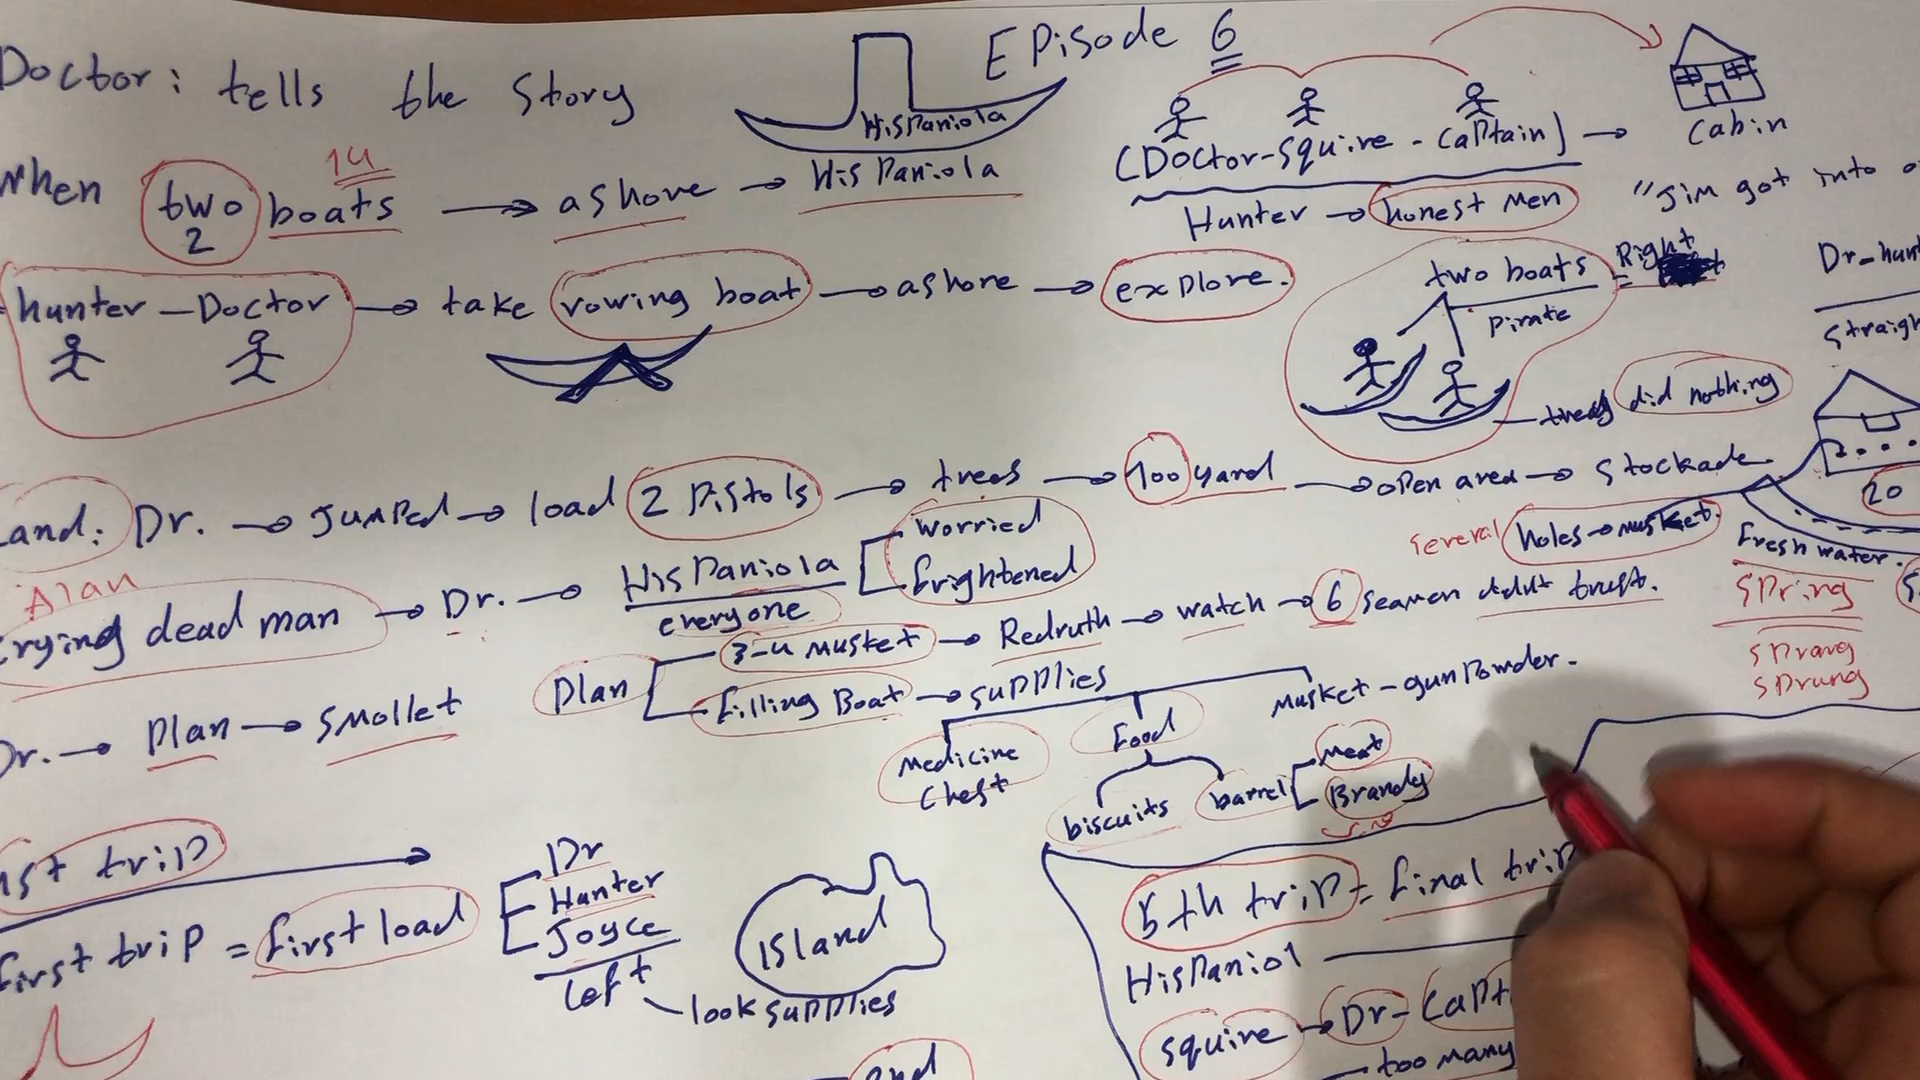 Doctor: tells the story
Hispaniola
Hispaniola
Episode 6
(Doctor-squire-captain) → Cabin
Hunter → honest men
"Jim got into
when two boats → ashore →
2
14
hunter - Doctor → take rowing boat → ashore → explore.
two boats
pirate
= Right
Dr-hun
straigh
trees did nothing
Land: Dr. → jumped → load 2 pistols → trees → 100 yard → open area → stockade
20
Several holes → musket.
Fresh water.
spring
sprang
sprung
Alan
crying dead man → Dr. → Hispaniola
everyone
worried
frightened
Plan
3-4 musket → Redruth → watch → 6 seamen didn't trust.
filling Boat → supplies
Musket - gunpowder.
Dr. → Plan → Smollet
Medicine chest
Food
biscuits
barrel
Meat
Brandy
1st trip
first trip = first load
Dr
Hunter
Joyce
left
look supplies
island
5th trip = final trip
Hispaniol
squire → Dr - Capt
too many
2nd